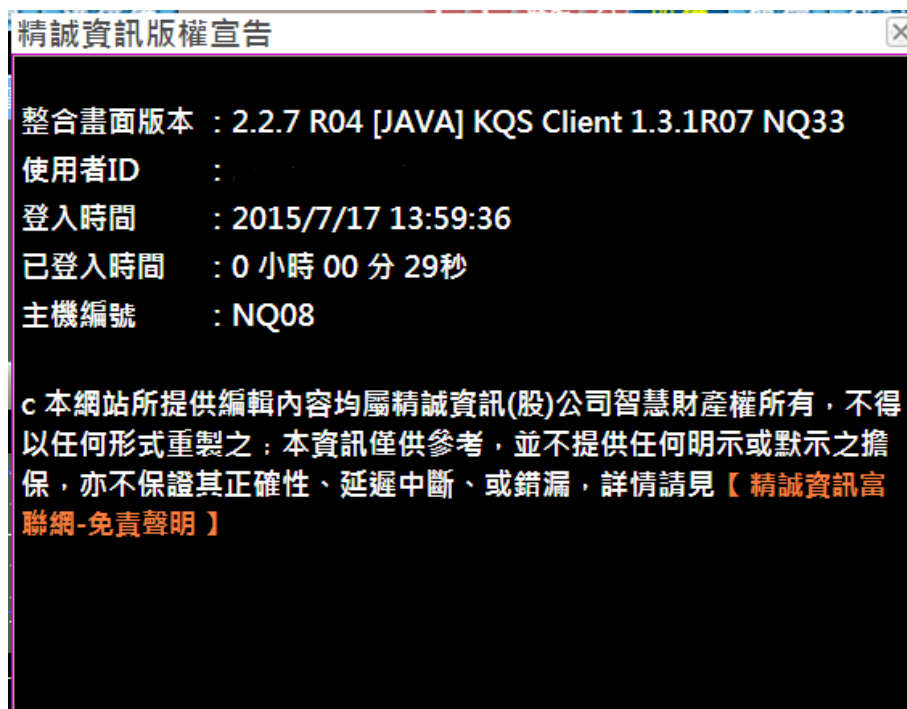 精誠資訊版權宣告
整合畫面版本 : 2.2.7 R04 [JAVA] KQS Client 1.3.1R07 NQ33
使用者ID :
登入時間 : 2015/7/17 13:59:36
已登入時間 : 0 小時 00 分 29秒
主機編號 : NQ08
c 本網站所提供編輯內容均屬精誠資訊(股)公司智慧財產權所有，不得
以任何形式重製之；本資訊僅供參考，並不提供任何明示或默示之擔
保，亦不保證其正確性、延遲中斷、或錯漏，詳情請見【 精誠資訊富
聯網-免責聲明 】